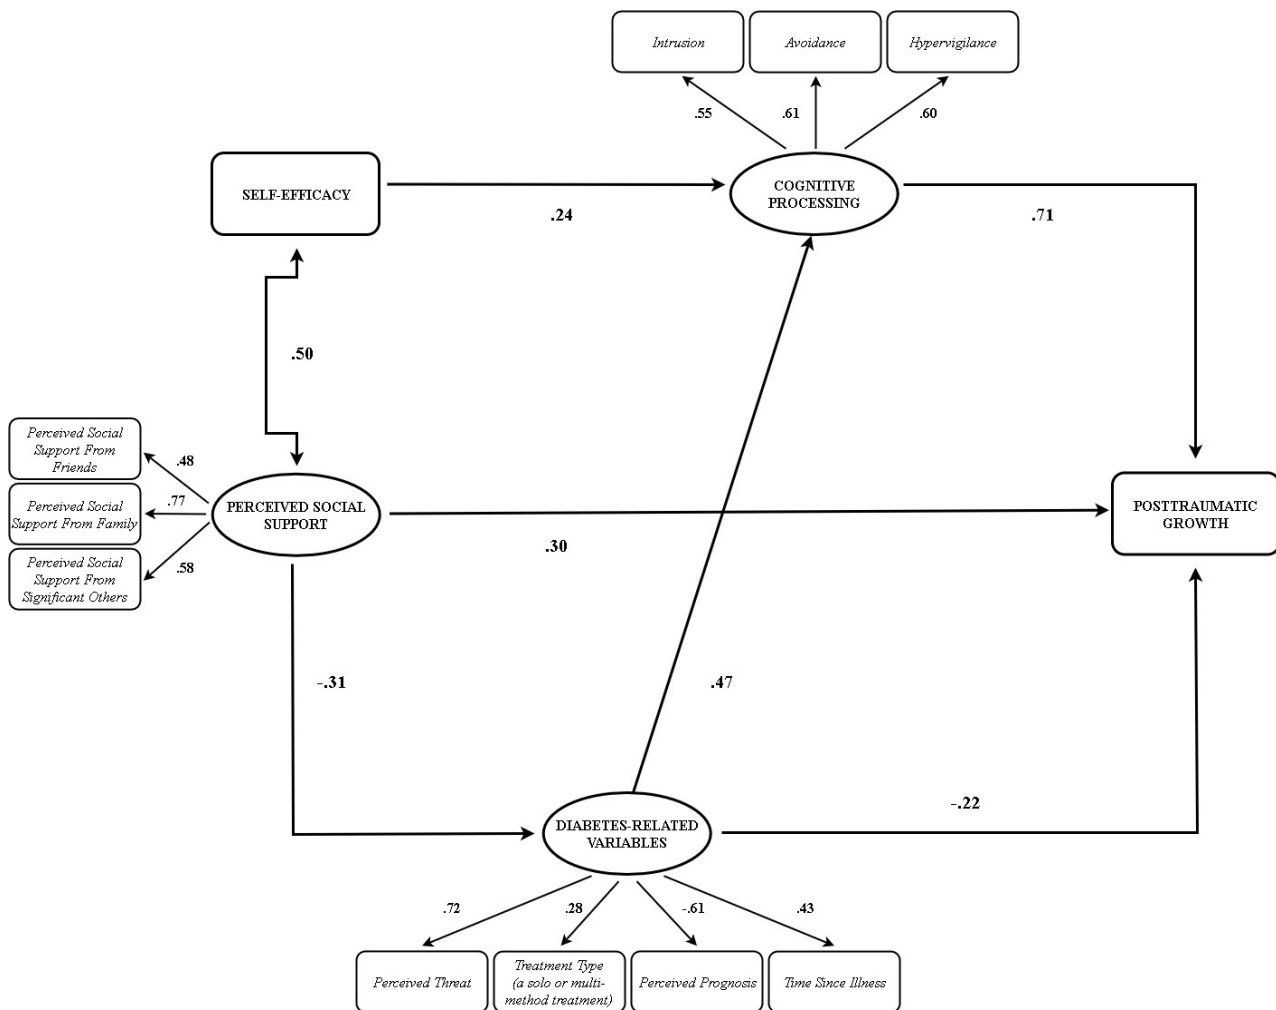 Intrusion
Avoidance
Hypervigilance
.55
.61
.60
SELF-EFFICACY
COGNITIVE
PROCESSING
.24
.71
.50
Perceived Social
Support From
Friends
.48
Perceived Social
Support From Family
.77
Perceived Social
Support From
Significant Others
.58
PERCEIVED SOCIAL
SUPPORT
.30
POSTTRAUMATIC
GROWTH
-.31
.47
-.22
DIABETES-RELATED
VARIABLES
.72
.28
-.61
.43
Perceived Threat
Treatment Type
(a solo or multi-
method treatment)
Perceived Prognosis
Time Since Illness